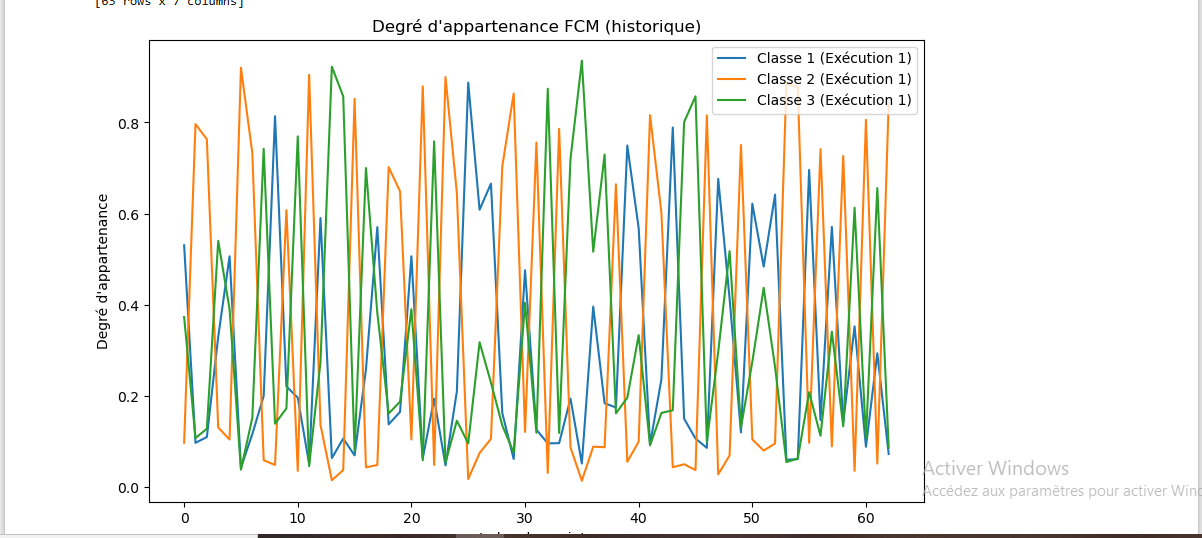 [63 rows x 7 columns]
Degré d'appartenance FCM (historique)
Classe 1 (Exécution 1)
Classe 2 (Exécution 1)
Classe 3 (Exécution 1)
Degré d'appartenance
0.8
0.6
0.4
0.2
0.0
0 10 20 30 40 50 60
Activer Windows
Accédez aux paramètres pour activer